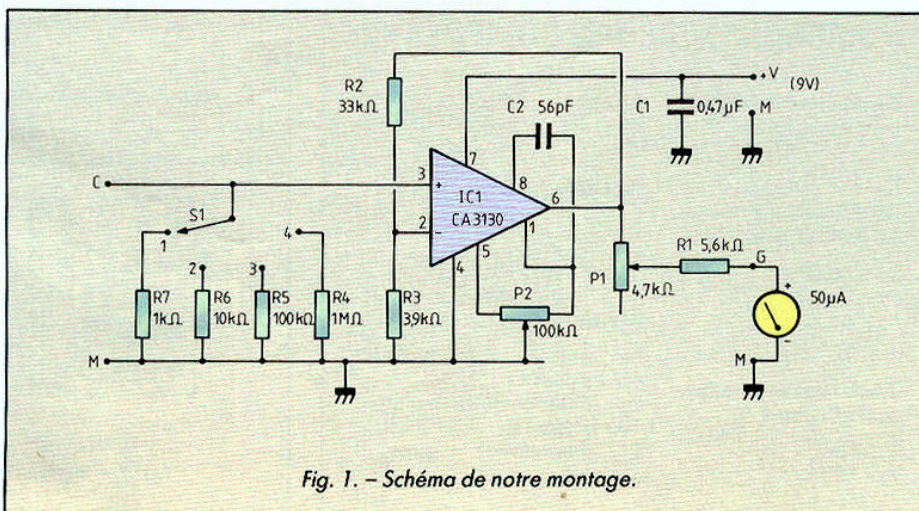 R2
33kΩ
C2 56pF
C1
0,47µF
+V
(9V)
M
C
S1
1
2
3
4
R7
1kΩ
R6
10kΩ
R5
100kΩ
R4
1MΩ
R3
3,9kΩ
3
+
2
-
7
8
6
1
5
4
IC1
CA3130
P2
100kΩ
P1
4,7kΩ
R1 5,6kΩ
G
+
50µA
-
M
M
Fig. 1. – Schéma de notre montage.